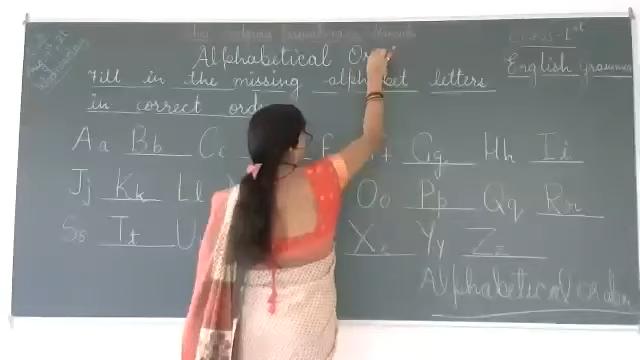 Class-1st
English grammar
Alphabetical Or
Fill in the missing alphabet letters
in correct
Aa Bb Cc Gg Hh Ii
Jj Kk Ll Oo Pp Qq Rr
Ss Tt U Xx Yy Zz
Alphabetical order